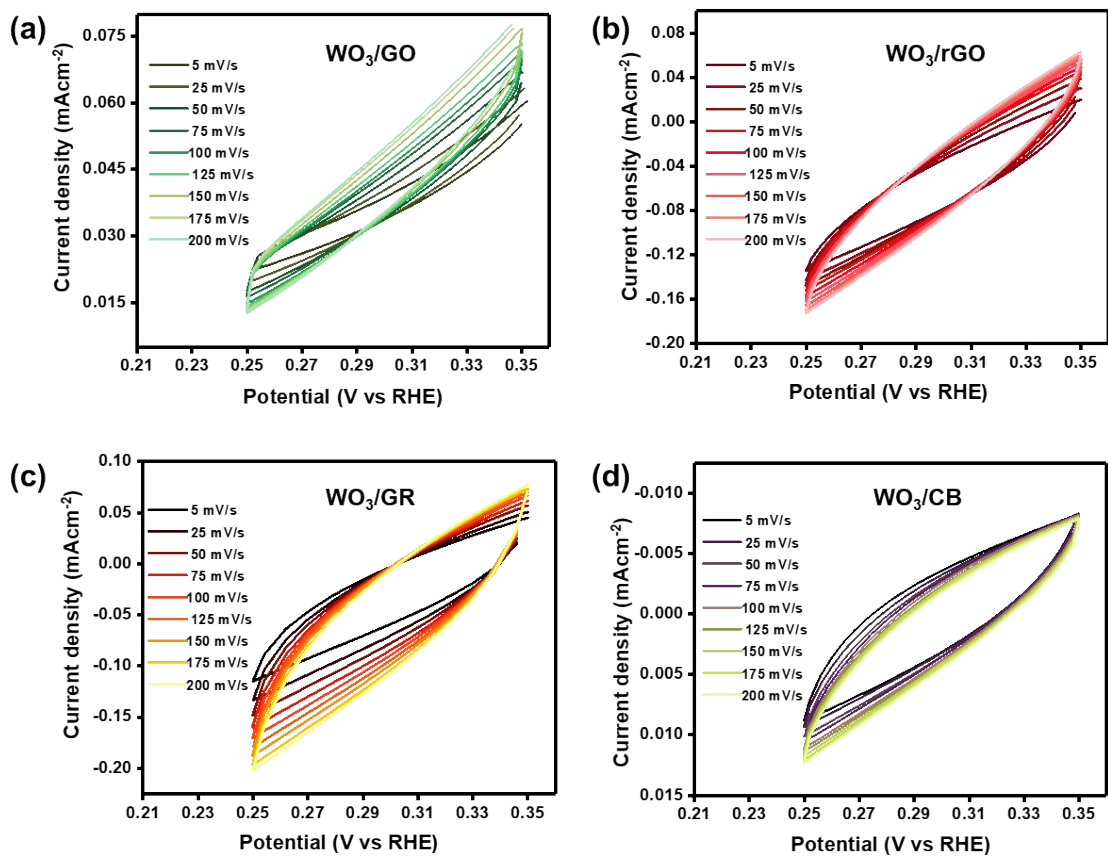 (a)
WO₃/GO
5 mV/s
25 mV/s
50 mV/s
75 mV/s
100 mV/s
125 mV/s
150 mV/s
175 mV/s
200 mV/s
0.075
0.060
0.045
0.030
0.015
Current density (mAcm⁻²)
0.21 0.23 0.25 0.27 0.29 0.31 0.33 0.35
Potential (V vs RHE)
(b)
WO₃/rGO
5 mV/s
25 mV/s
50 mV/s
75 mV/s
100 mV/s
125 mV/s
150 mV/s
175 mV/s
200 mV/s
0.04
0.00
-0.04
-0.08
-0.12
-0.16
-0.20
Current density (mAcm⁻²)
0.21 0.23 0.25 0.27 0.29 0.31 0.33 0.35
Potential (V vs RHE)
(c)
WO₃/GR
5 mV/s
25 mV/s
50 mV/s
75 mV/s
100 mV/s
125 mV/s
150 mV/s
175 mV/s
200 mV/s
0.10
0.05
0.00
-0.05
-0.10
-0.15
-0.20
Current density (mAcm⁻²)
0.21 0.23 0.25 0.27 0.29 0.31 0.33 0.35
Potential (V vs RHE)
(d)
WO₃/CB
5 mV/s
25 mV/s
50 mV/s
75 mV/s
100 mV/s
125 mV/s
150 mV/s
175 mV/s
200 mV/s
-0.010
-0.005
0.000
0.005
0.010
0.015
Current density (mAcm⁻²)
0.21 0.23 0.25 0.27 0.29 0.31 0.33 0.35
Potential (V vs RHE)